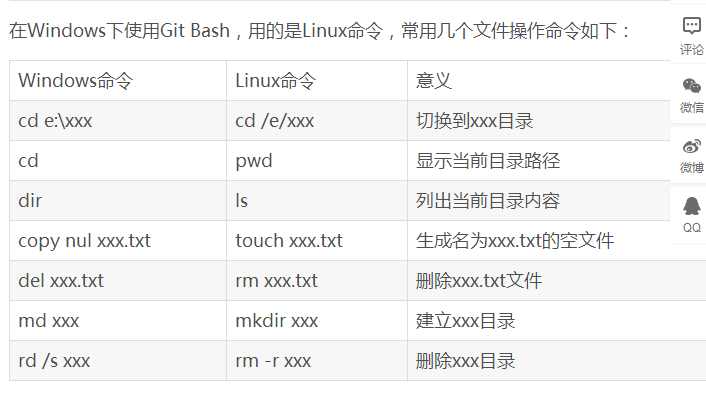 在Windows下使用Git Bash，用的是Linux命令，常用几个文件操作命令如下：
Windows命令 Linux命令 意义
cd e:\xxx cd /e/xxx 切换到xxx目录
cd pwd 显示当前目录路径
dir ls 列出当前目录内容
copy nul xxx.txt touch xxx.txt 生成名为xxx.txt的空文件
del xxx.txt rm xxx.txt 删除xxx.txt文件
md xxx mkdir xxx 建立xxx目录
rd /s xxx rm -r xxx 删除xxx目录
评论
微信
微博
QQ